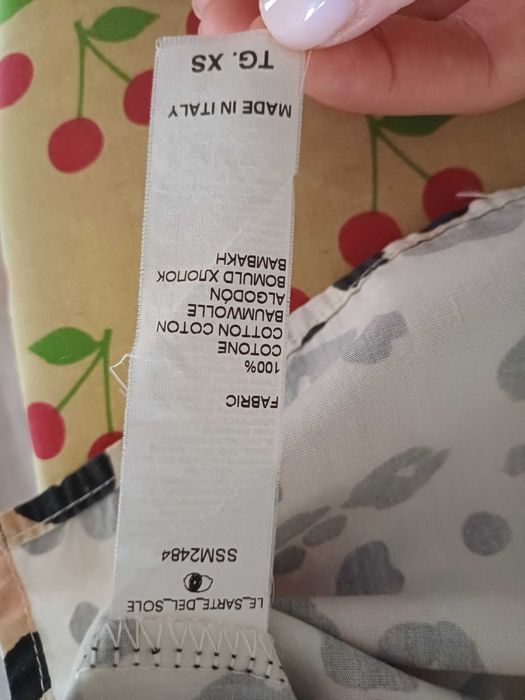 LE_SARTE_DEL_SOLE
SSM2484
FABRIC
100%
COTONE
COTTON COTON
BAUMWOLLE
ALGODÓN
BOMULD ХЛОПОК
BAMBAKH
MADE IN ITALY
TG. XS